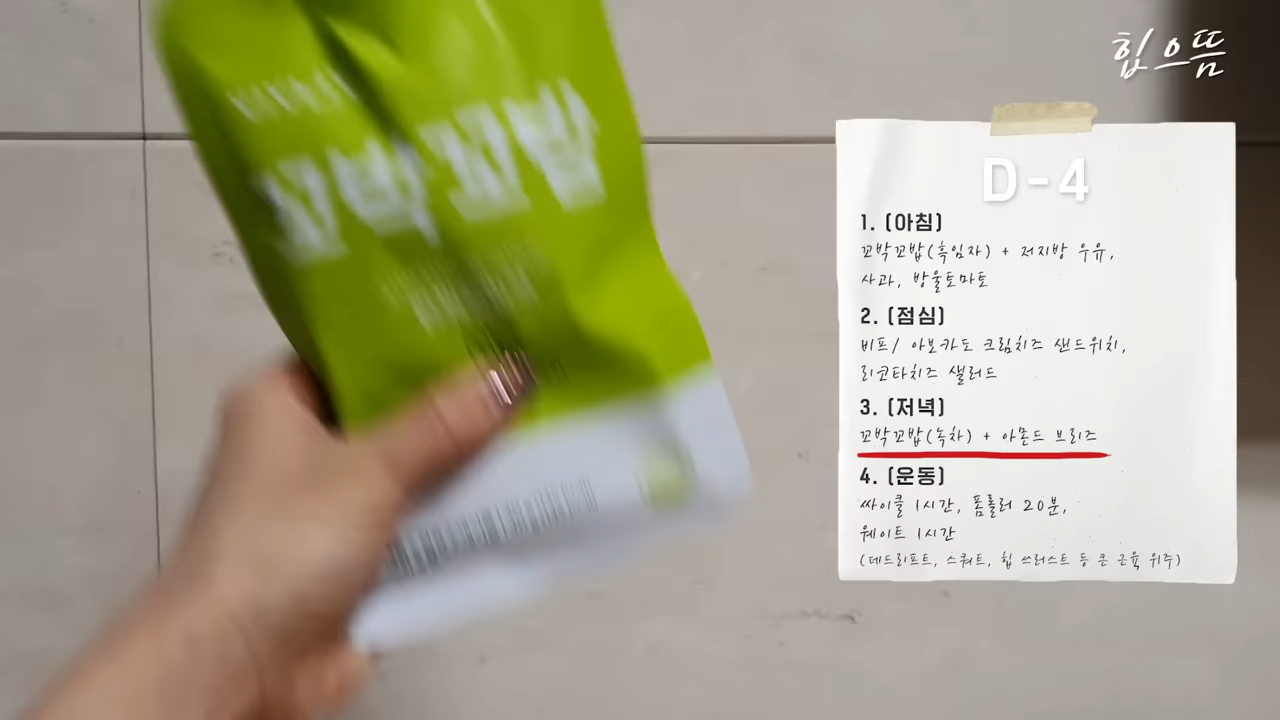 힙으뜸
꼬박꼬밥
D-4
1. (아침)
꼬박꼬밥(흑임자) + 저지방 우유,
사과, 방울토마토
2. (점심)
비프/ 아보카도 크림치즈 샌드위치,
리코타치즈 샐러드
3. (저녁)
꼬박꼬밥(녹차) + 아몬드 브리즈
4. (운동)
싸이클 1시간, 폼롤러 20분,
웨이트 1시간
(데드리프트, 스쿼트, 힙 쓰러스트 등 큰 근육 위주)